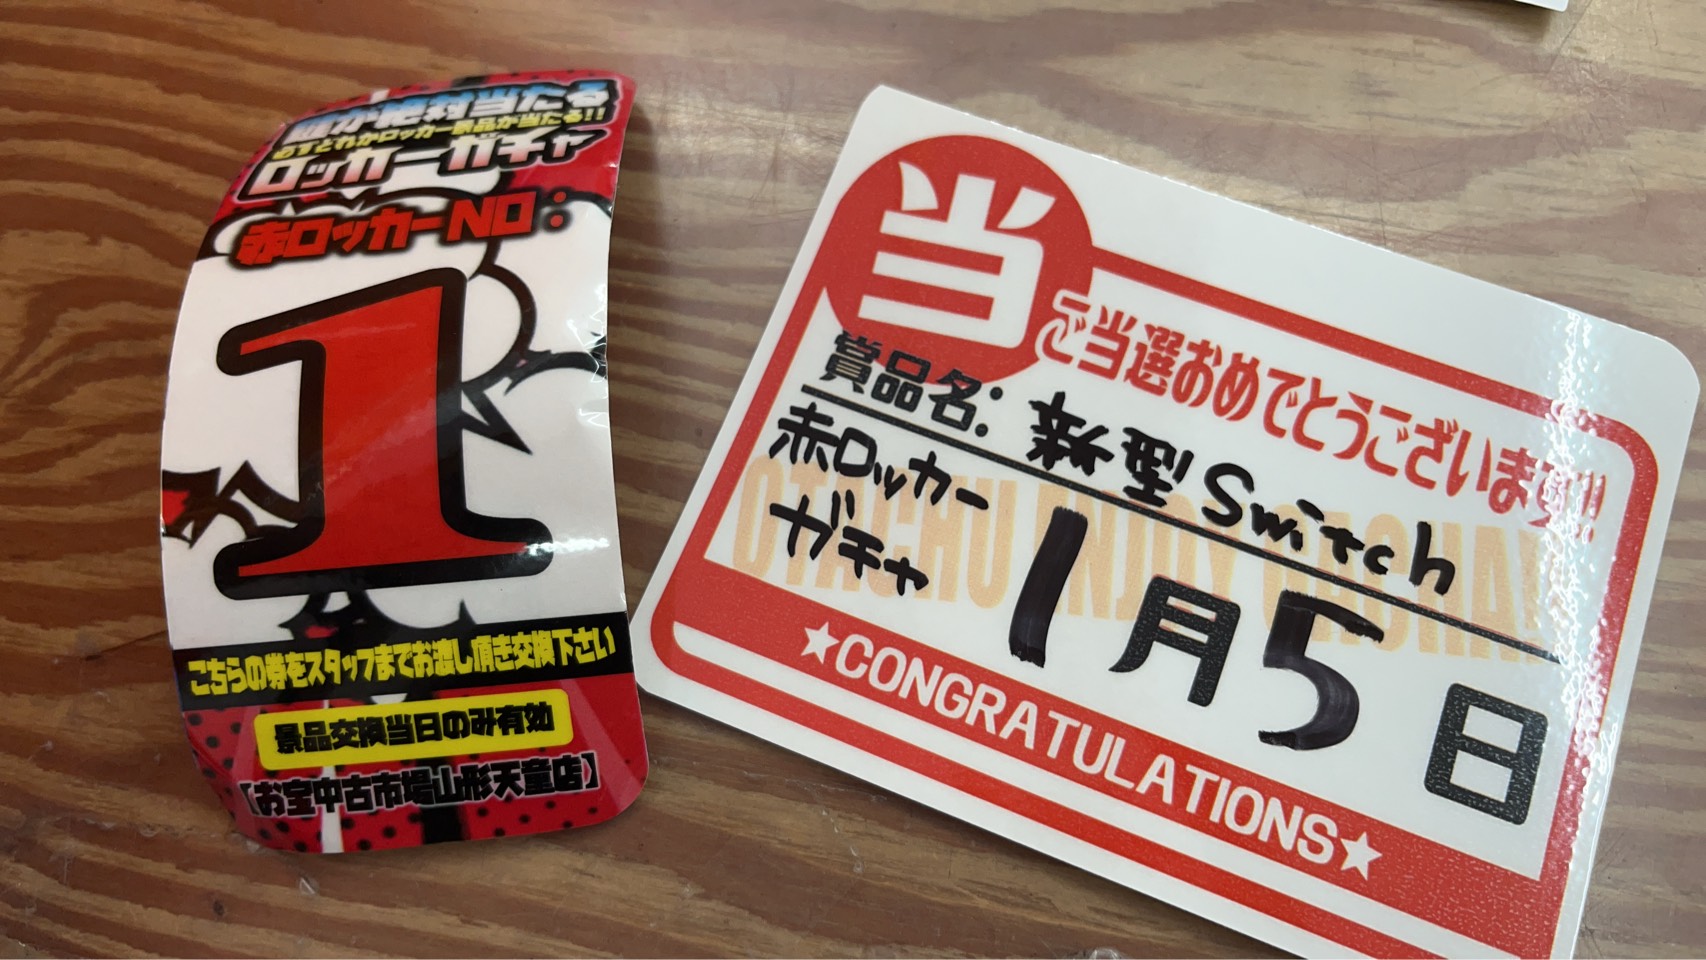 誰か絶対当たる
必ずどれかロッカー景品が当たる!!
ロッカーガチャ
赤ロッカーNO:
1
こちらの券をスタッフまでお渡し頂き交換下さい
景品交換当日のみ有効
【お宝中古市場山形天童店】
当
ご当選おめでとうございます!!
賞品名:新型Switch
赤ロッカー
ガチャ
1月5日
★CONGRATULATIONS★